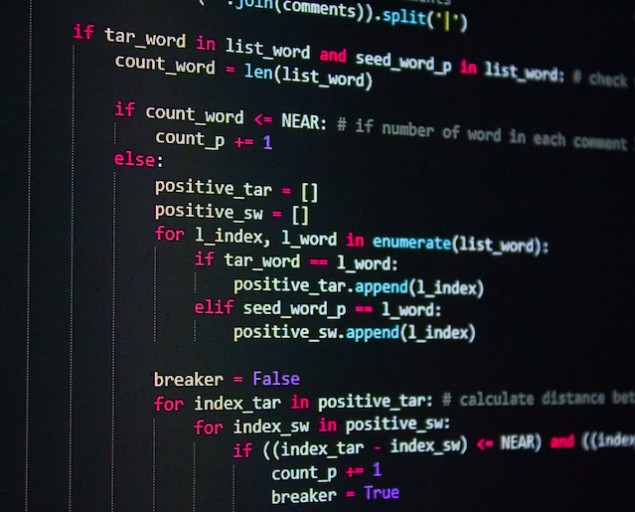 .join(comments)).split('|')
if tar_word in list_word and seed_word_p in list_word: # check
count_word = len(list_word)
if count_word <= NEAR: # if number of word in each comment
count_p += 1
else:
positive_tar = []
positive_sw = []
for l_index, l_word in enumerate(list_word):
if tar_word == l_word:
positive_tar.append(l_index)
elif seed_word_p == l_word:
positive_sw.append(l_index)
breaker = False
for index_tar in positive_tar: # calculate distance bet
for index_sw in positive_sw:
if ((index_tar - index_sw) <= NEAR) and ((index
count_p += 1
breaker = True